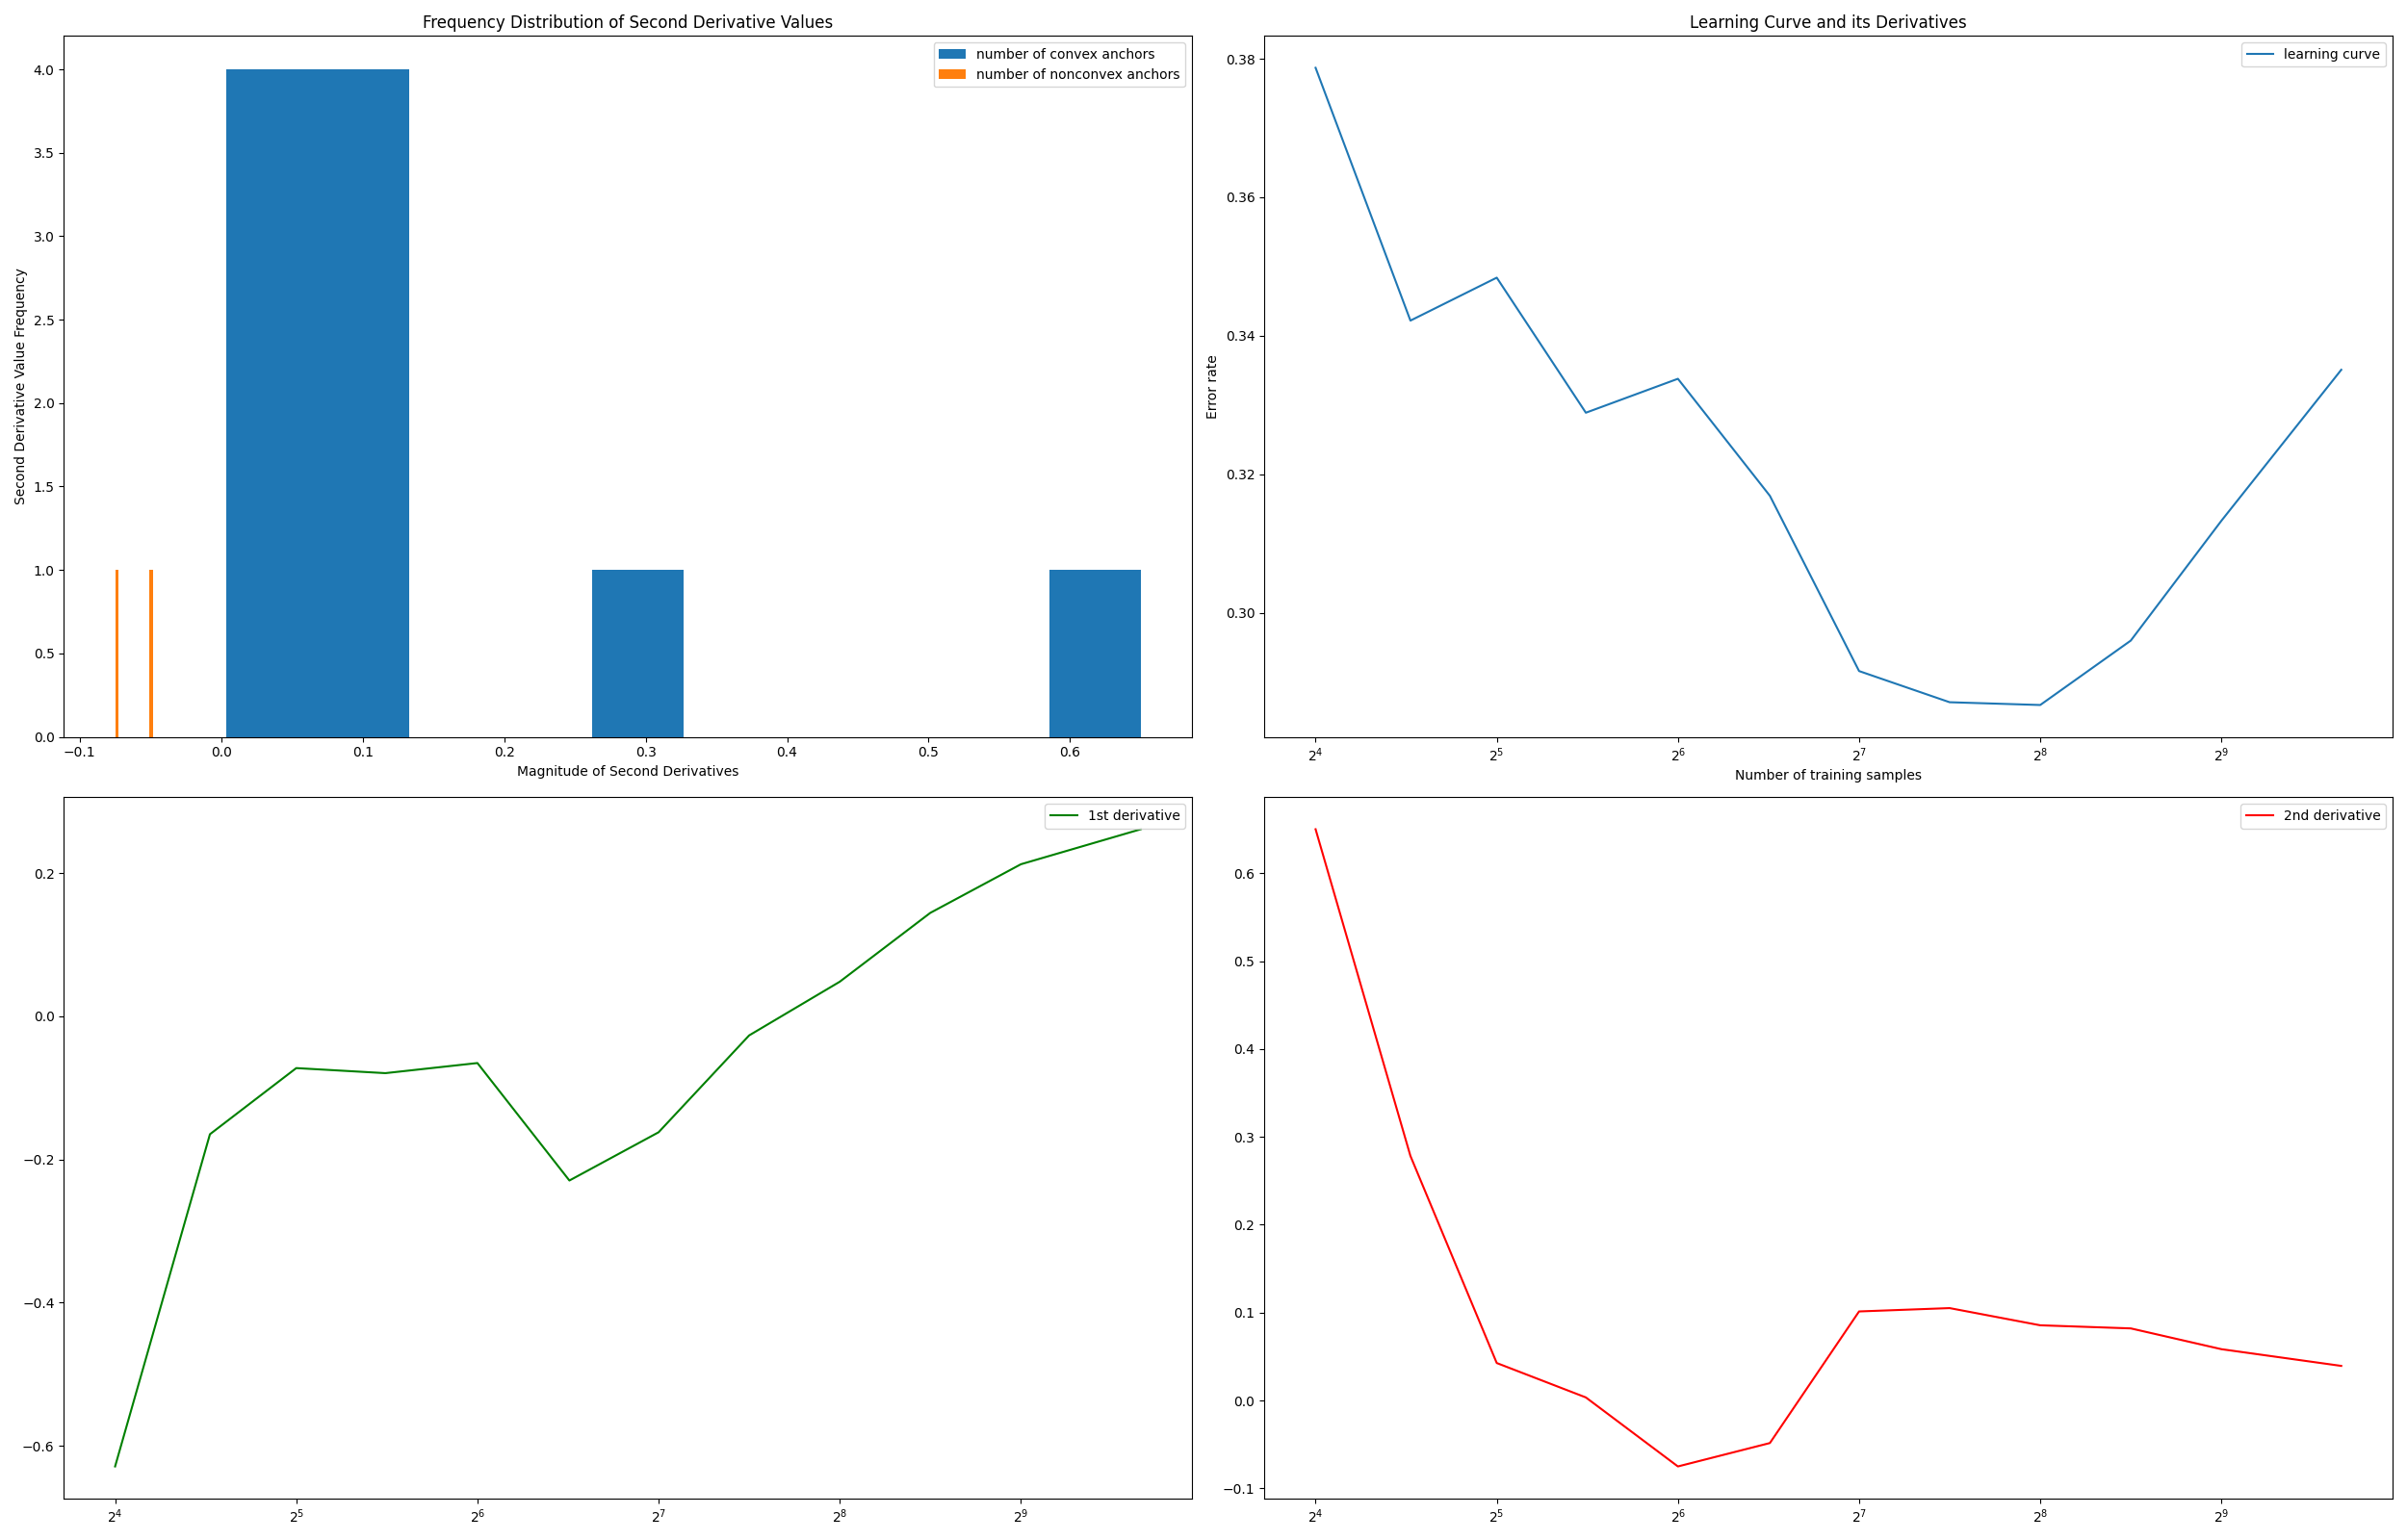 Frequency Distribution of Second Derivative Values
number of convex anchors
number of nonconvex anchors
Second Derivative Value Frequency
4.0
3.5
3.0
2.5
2.0
1.5
1.0
0.5
0.0
−0.1 0.0 0.1 0.2 0.3 0.4 0.5 0.6
Magnitude of Second Derivatives
Learning Curve and its Derivatives
learning curve
Error rate
0.38
0.36
0.34
0.32
0.30
2⁴ 2⁵ 2⁶ 2⁷ 2⁸ 2⁹
Number of training samples
1st derivative
0.2
0.0
−0.2
−0.4
−0.6
2⁴ 2⁵ 2⁶ 2⁷ 2⁸ 2⁹
2nd derivative
0.6
0.5
0.4
0.3
0.2
0.1
0.0
−0.1
2⁴ 2⁵ 2⁶ 2⁷ 2⁸ 2⁹